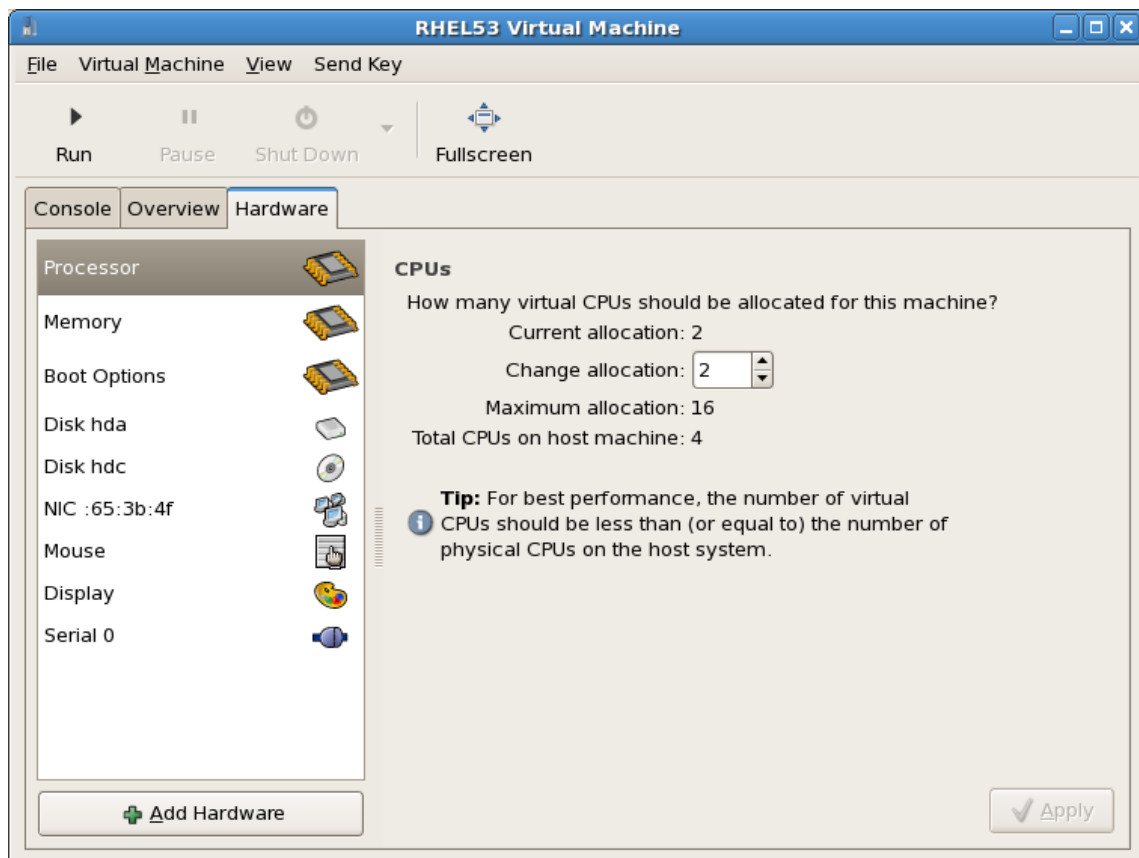 RHEL53 Virtual Machine
File Virtual Machine View Send Key
Run Pause Shut Down Fullscreen
Console Overview Hardware
Processor
Memory
Boot Options
Disk hda
Disk hdc
NIC :65:3b:4f
Mouse
Display
Serial 0
Add Hardware
CPUs
How many virtual CPUs should be allocated for this machine?
Current allocation: 2
Change allocation: 2
Maximum allocation: 16
Total CPUs on host machine: 4
Tip: For best performance, the number of virtual
CPUs should be less than (or equal to) the number of
physical CPUs on the host system.
Apply